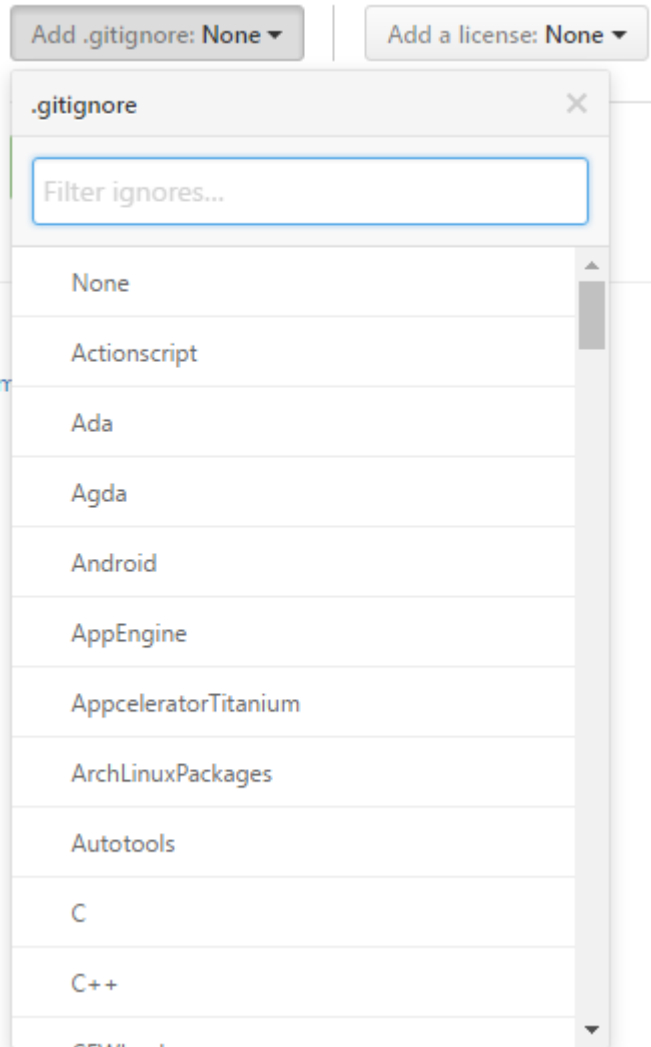 Add .gitignore: None Add a license: None
.gitignore
Filter ignores...
None
Actionscript
Ada
Agda
Android
AppEngine
AppceleratorTitanium
ArchLinuxPackages
Autotools
C
C++